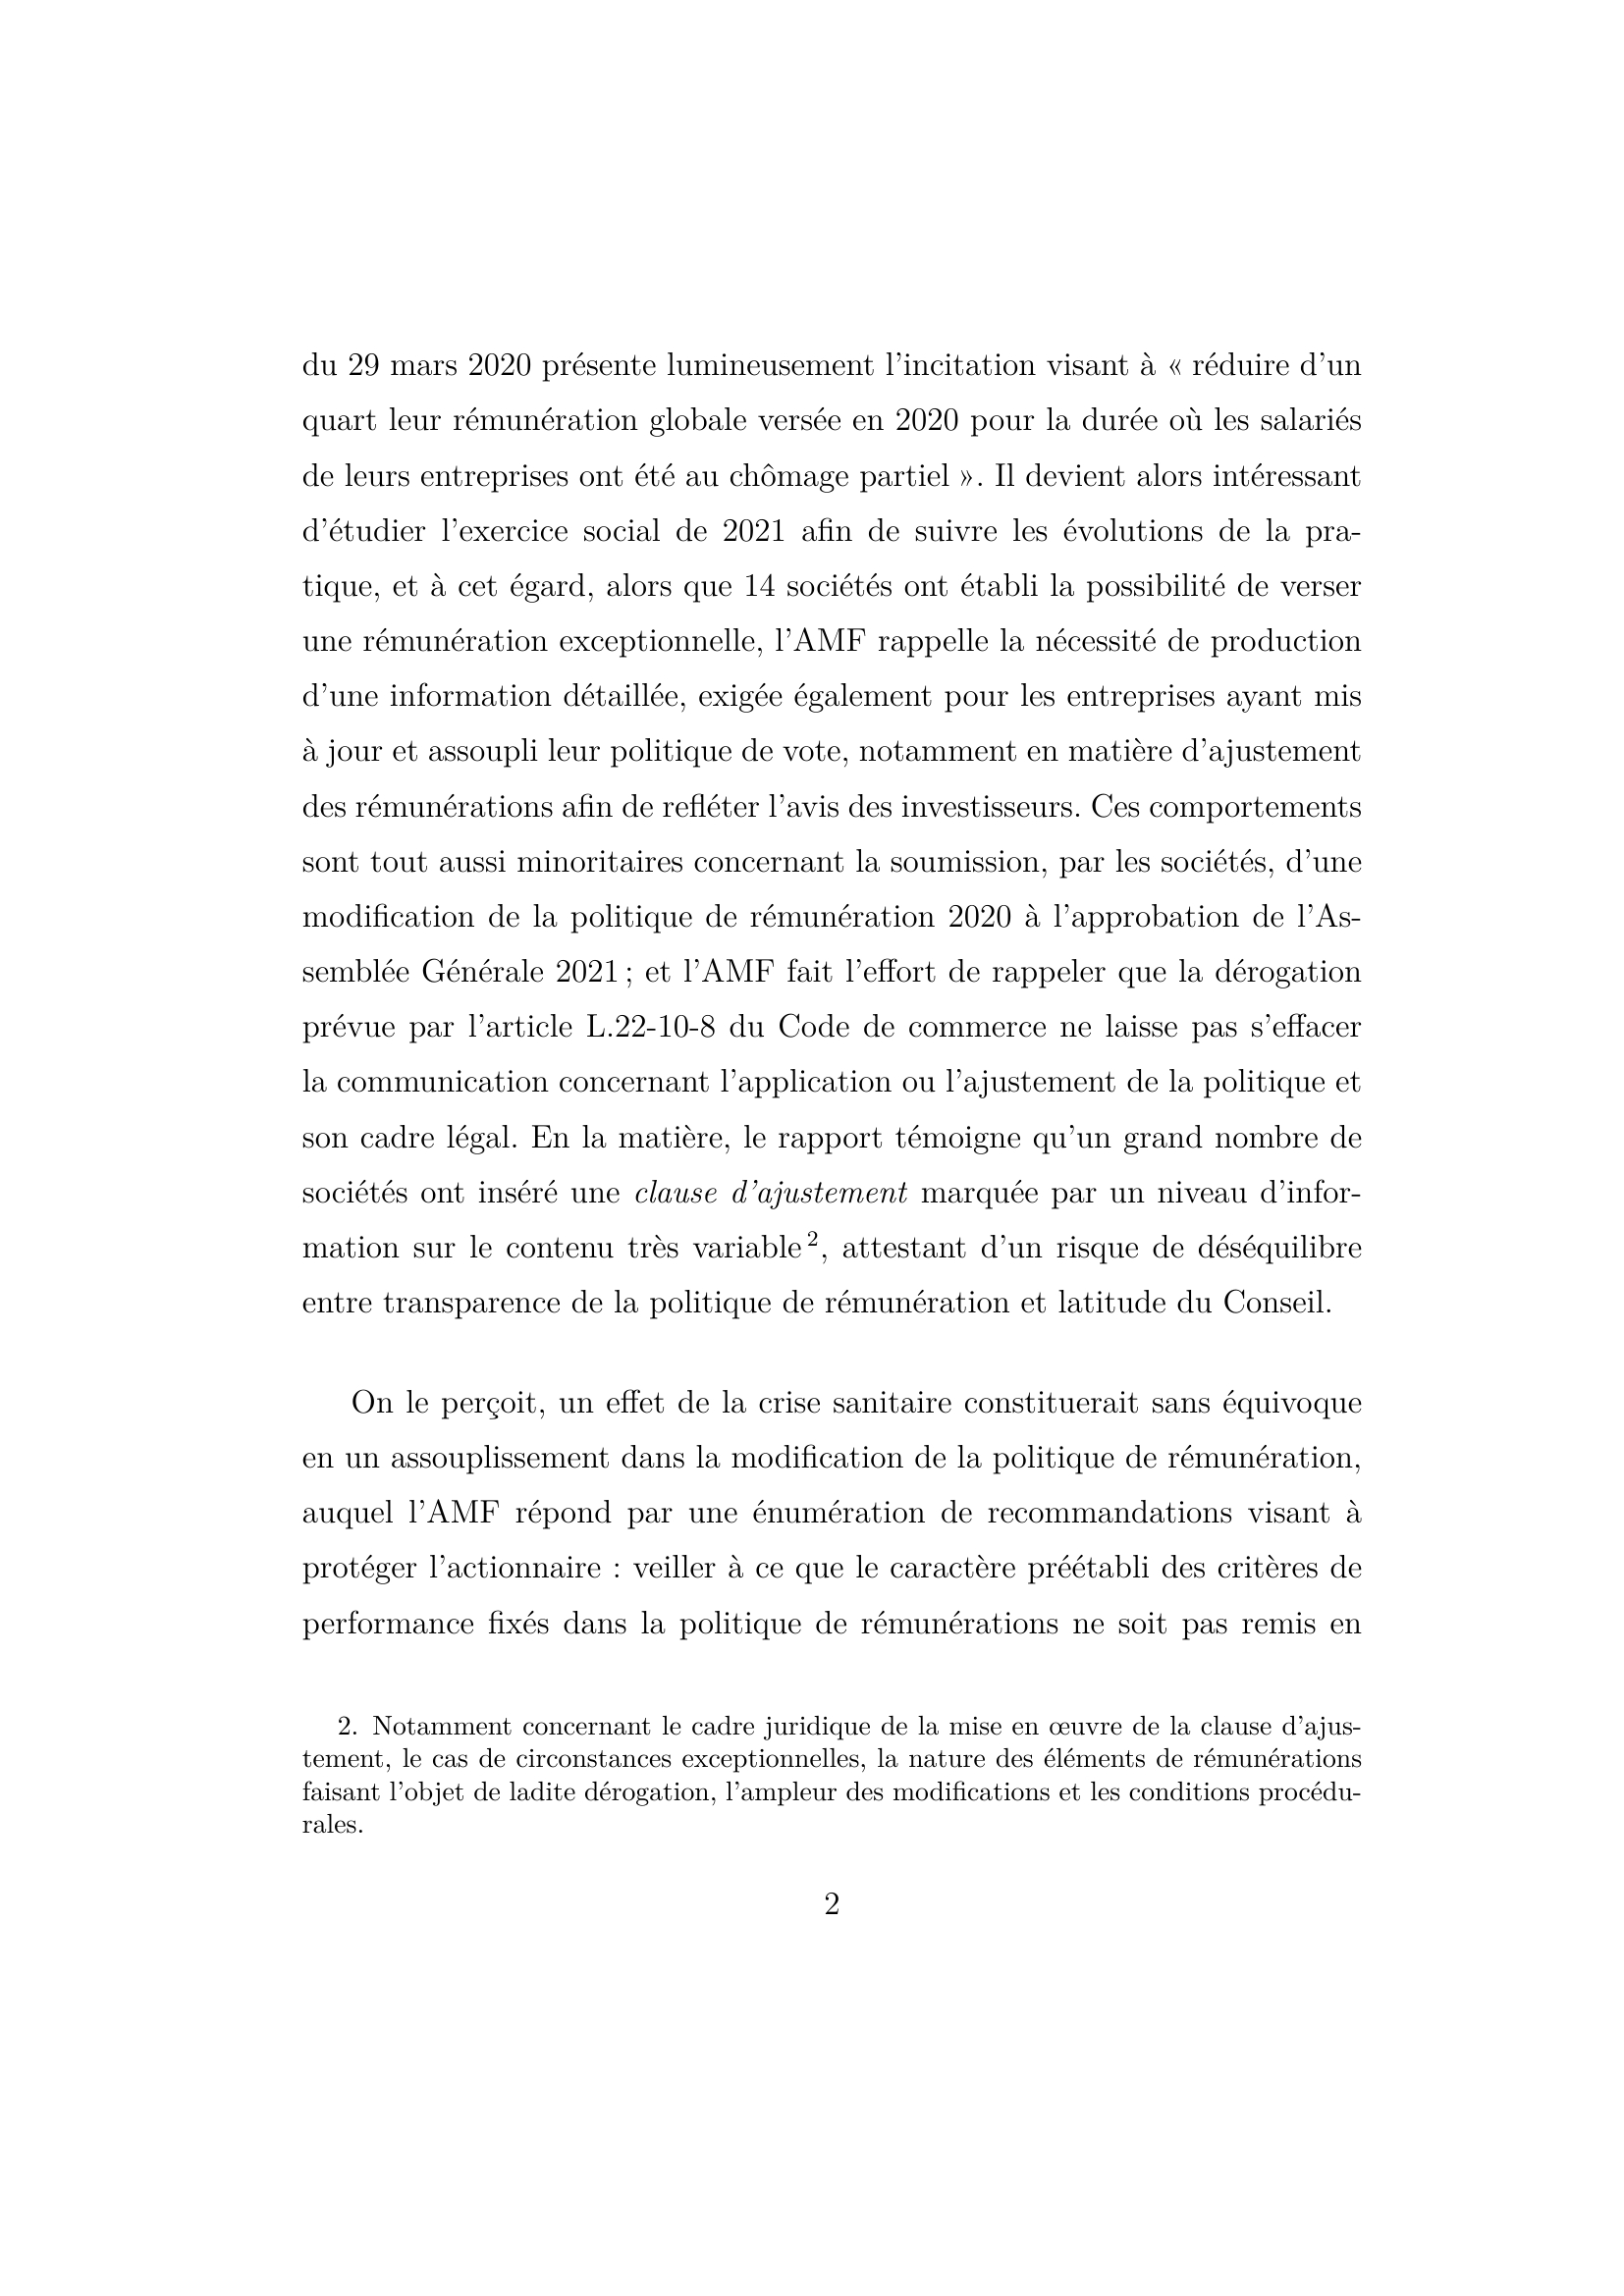 du 29 mars 2020 présente lumineusement l'incitation visant à « réduire d'un
quart leur rémunération globale versée en 2020 pour la durée où les salariés
de leurs entreprises ont été au chômage partiel ». Il devient alors intéressant
d'étudier l'exercice social de 2021 afin de suivre les évolutions de la pra-
tique, et à cet égard, alors que 14 sociétés ont établi la possibilité de verser
une rémunération exceptionnelle, l'AMF rappelle la nécessité de production
d'une information détaillée, exigée également pour les entreprises ayant mis
à jour et assoupli leur politique de vote, notamment en matière d'ajustement
des rémunérations afin de refléter l'avis des investisseurs. Ces comportements
sont tout aussi minoritaires concernant la soumission, par les sociétés, d'une
modification de la politique de rémunération 2020 à l'approbation de l'As-
semblée Générale 2021 ; et l'AMF fait l'effort de rappeler que la dérogation
prévue par l'article L.22-10-8 du Code de commerce ne laisse pas s'effacer
la communication concernant l'application ou l'ajustement de la politique et
son cadre légal. En la matière, le rapport témoigne qu'un grand nombre de
sociétés ont inséré une clause d'ajustement marquée par un niveau d'infor-
mation sur le contenu très variable 2, attestant d'un risque de déséquilibre
entre transparence de la politique de rémunération et latitude du Conseil.
On le perçoit, un effet de la crise sanitaire constituerait sans équivoque
en un assouplissement dans la modification de la politique de rémunération,
auquel l'AMF répond par une énumération de recommandations visant à
protéger l'actionnaire : veiller à ce que le caractère préétabli des critères de
performance fixés dans la politique de rémunérations ne soit pas remis en
2. Notamment concernant le cadre juridique de la mise en œuvre de la clause d'ajus-
tement, le cas de circonstances exceptionnelles, la nature des éléments de rémunérations
faisant l'objet de ladite dérogation, l'ampleur des modifications et les conditions procédu-
rales.
2